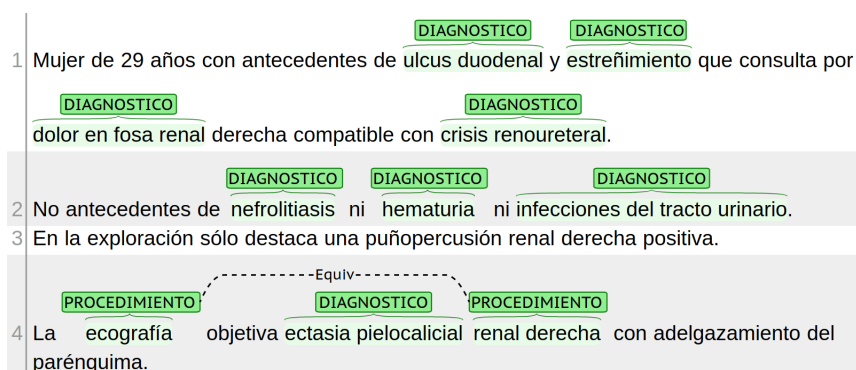 DIAGNOSTICO DIAGNOSTICO
1 Mujer de 29 años con antecedentes de ulcus duodenal y estreñimiento que consulta por
DIAGNOSTICO DIAGNOSTICO
dolor en fosa renal derecha compatible con crisis renoureteral.
DIAGNOSTICO DIAGNOSTICO DIAGNOSTICO
2 No antecedentes de nefrolitiasis ni hematuria ni infecciones del tracto urinario.
3 En la exploración sólo destaca una puñopercusión renal derecha positiva.
Equiv
PROCEDIMIENTO DIAGNOSTICO PROCEDIMIENTO
4 La ecografía objetiva ectasia pielocalicial renal derecha con adelgazamiento del
parénquima.